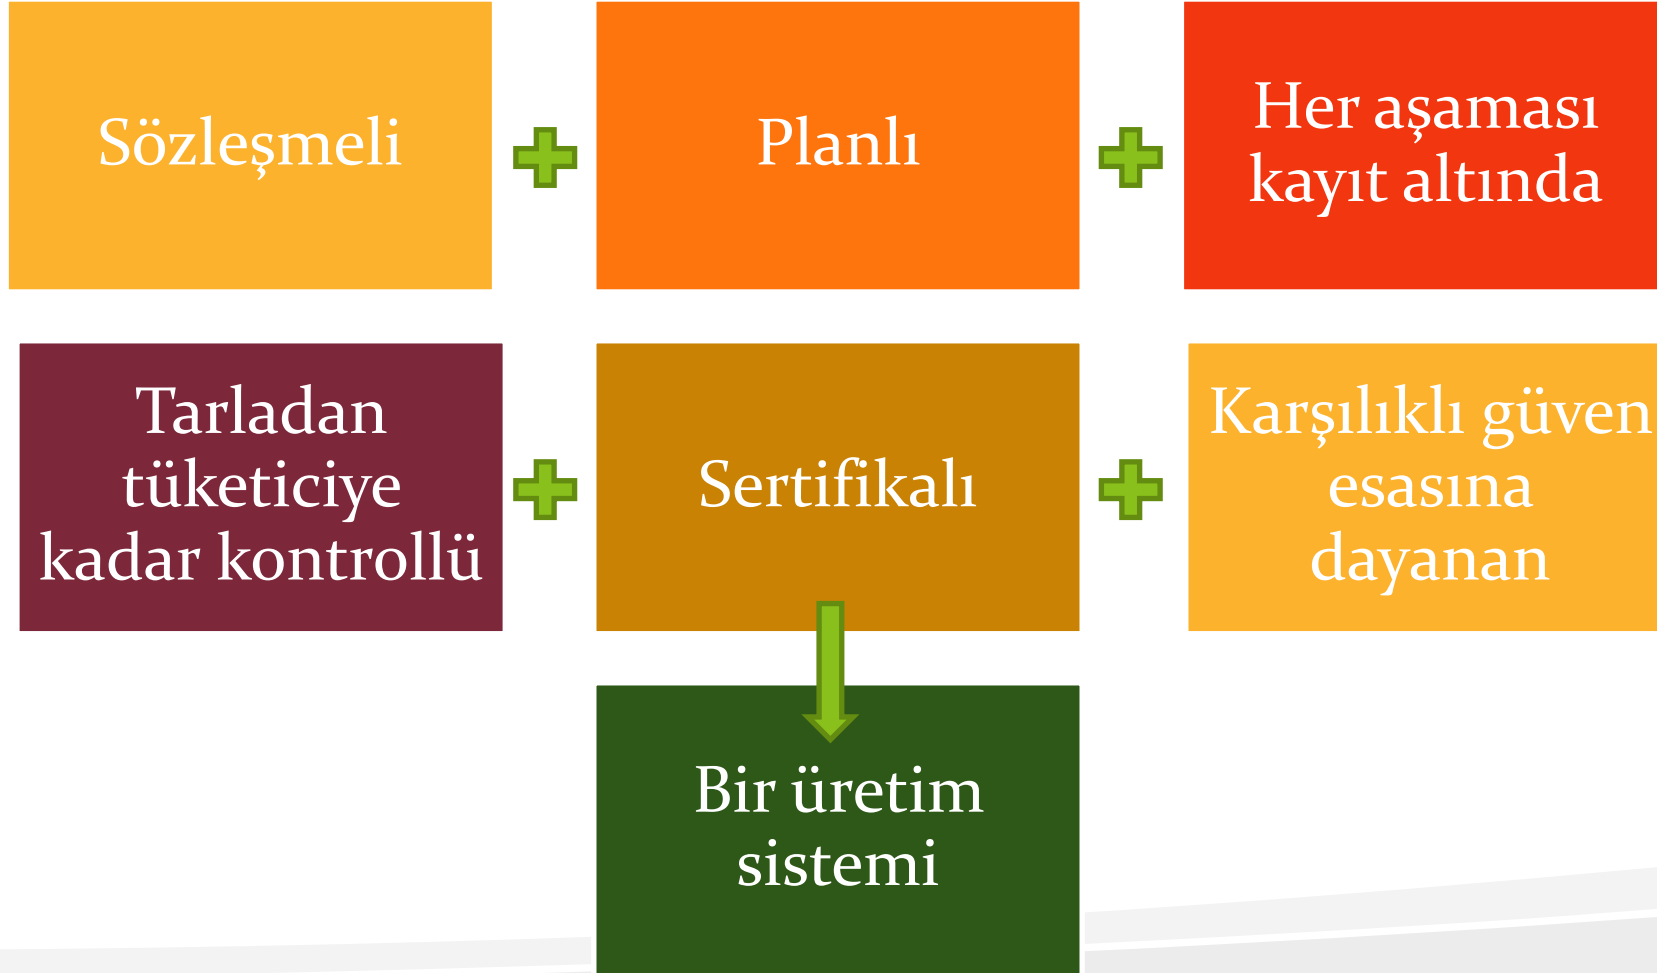 Sözleşmeli
Planlı
Her aşaması
kayıt altında
Tarladan
tüketiciye
kadar kontrollü
Sertifikalı
Karşılıklı güven
esasına
dayanan
Bir üretim
sistemi